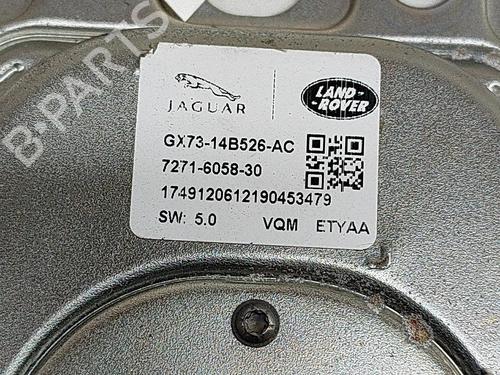 B-PARTS
JAGUAR
LAND-
-ROVER
GX73-14B526-AC
7271-6058-30
1749120612190453479
SW: 5.0 VQM ETYAA